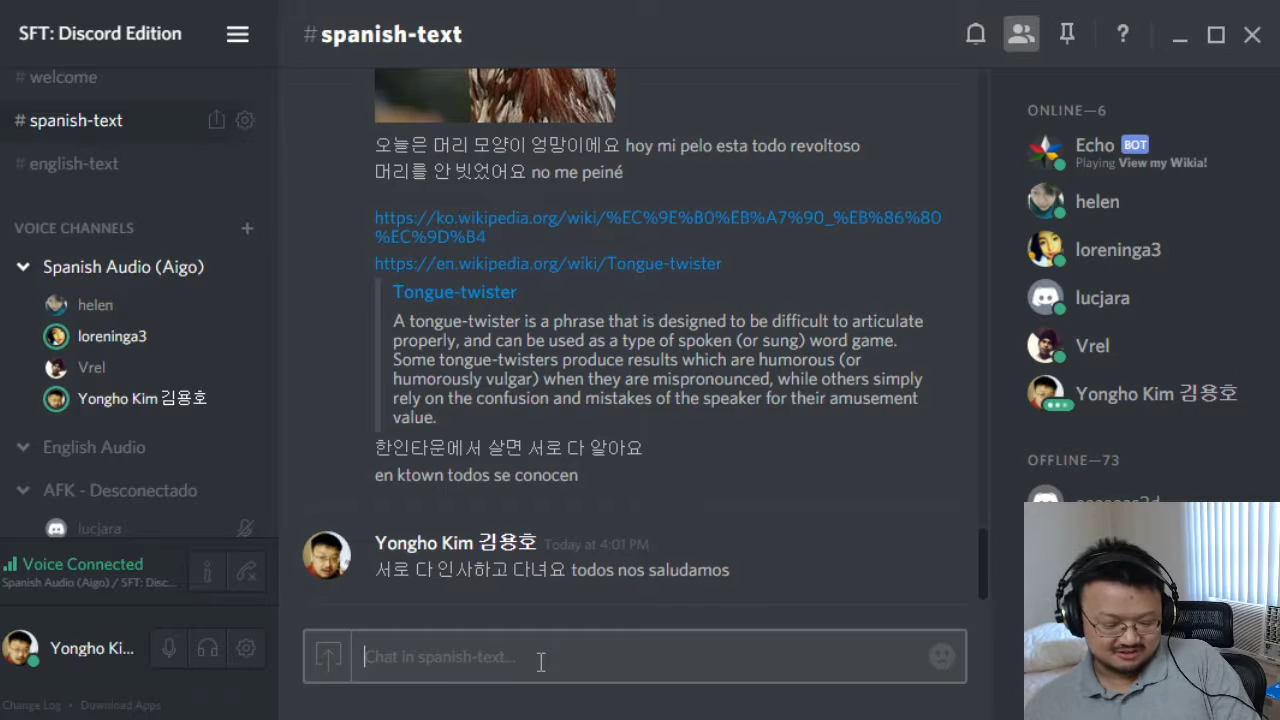 SFT: Discord Edition
#spanish-text
# welcome
# spanish-text
# english-text
VOICE CHANNELS
Spanish Audio (Aigo)
helen
loreninga3
Vrel
Yongho Kim 김용호
English Audio
AFK - Desconectado
lucjara
Voice Connected
Spanish Audio (Aigo) / SFT: Disc...
Yongho Ki...
Change Log • Download Apps
오늘은 머리 모양이 엉망이에요 hoy mi pelo esta todo revoltoso
머리를 안 빗었어요 no me peiné
https://ko.wikipedia.org/wiki/%EC%9E%B0%EB%A7%90_%EB%86%80
%EC%9D%B4
https://en.wikipedia.org/wiki/Tongue-twister
Tongue-twister
A tongue-twister is a phrase that is designed to be difficult to articulate
properly, and can be used as a type of spoken (or sung) word game.
Some tongue-twisters produce results which are humorous (or
humorously vulgar) when they are mispronounced, while others simply
rely on the confusion and mistakes of the speaker for their amusement
value.
한인타운에서 살면 서로 다 알아요
en ktown todos se conocen
Yongho Kim 김용호 Today at 4:01 PM
서로 다 인사하고 다녀요 todos nos saludamos
Chat in spanish-text...
ONLINE—6
Echo BOT
Playing View my Wikia!
helen
loreninga3
lucjara
Vrel
Yongho Kim 김용호
OFFLINE—73